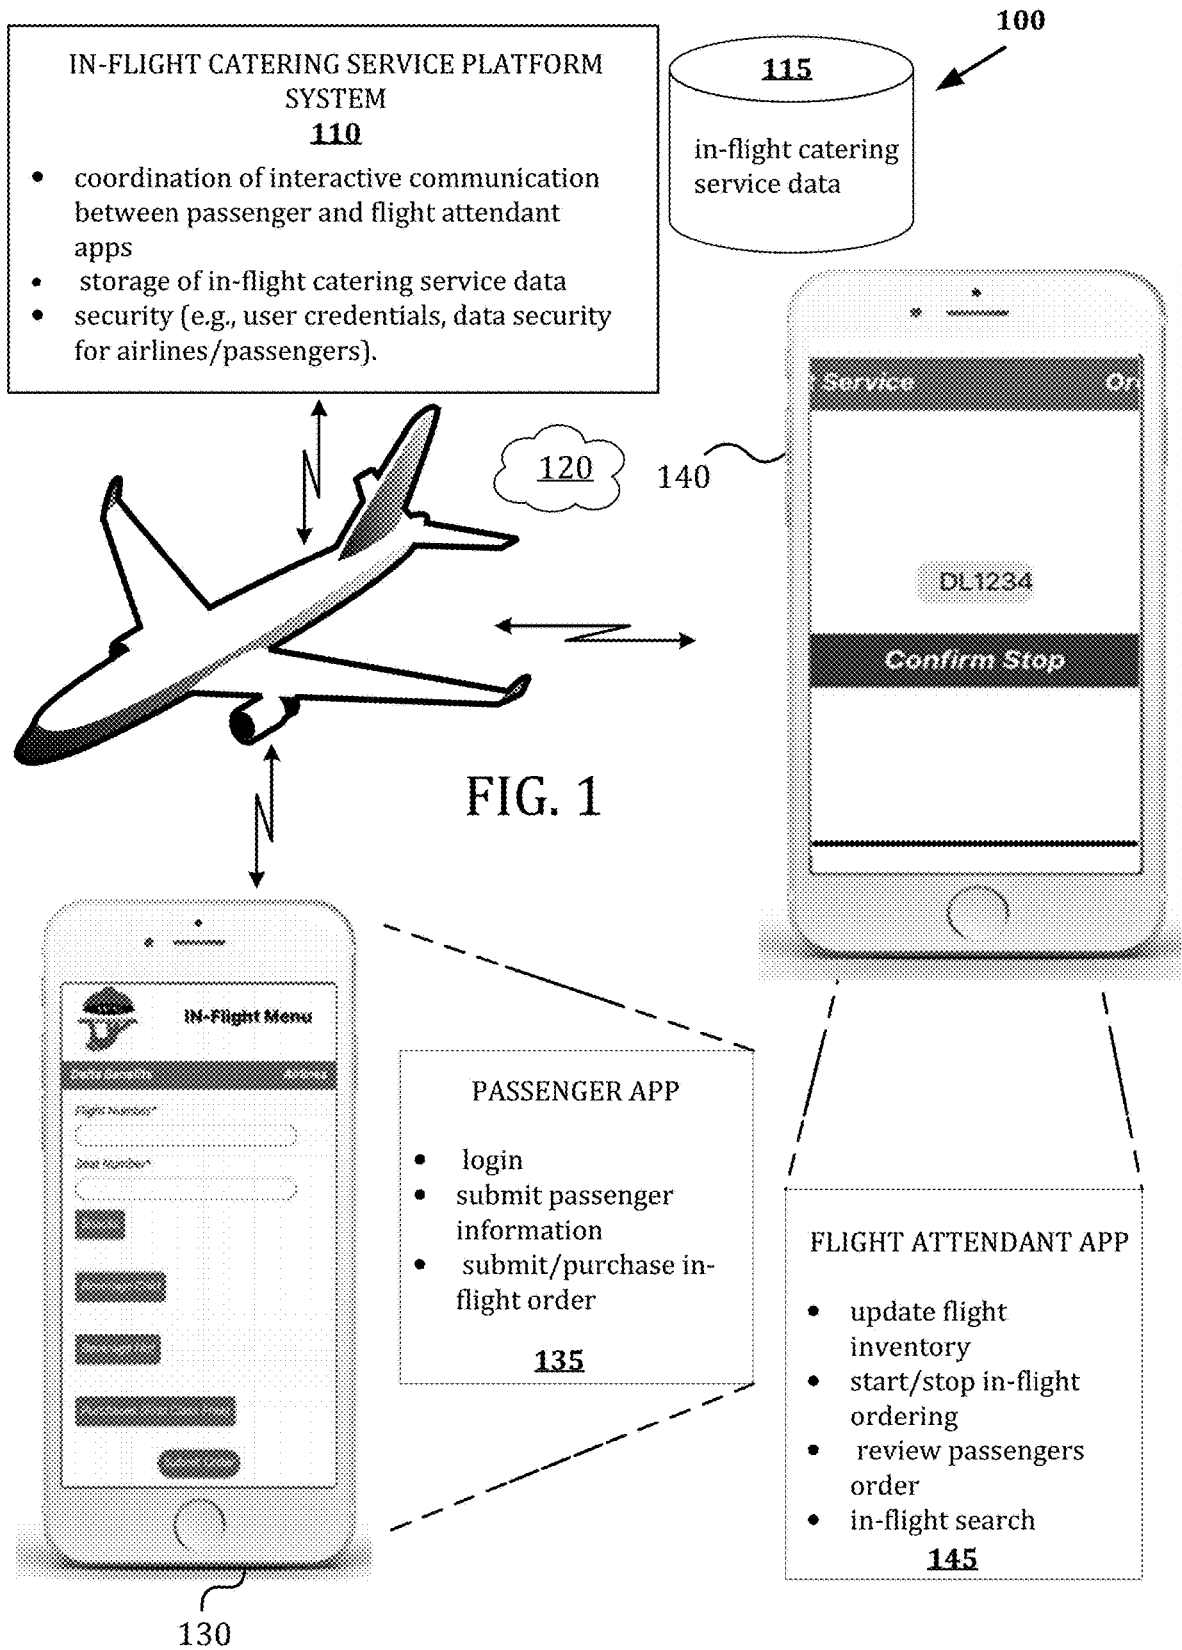 100
IN-FLIGHT CATERING SERVICE PLATFORM
SYSTEM
110
• coordination of interactive communication
between passenger and flight attendant
apps
• storage of in-flight catering service data
• security (e.g., user credentials, data security
for airlines/passengers).
115
in-flight catering
service data
120
140
Service
DL1234
Confirm Stop
FIG. 1
IN-Flight Menu
Flight Number*
Seat Number*
PASSENGER APP
• login
• submit passenger
information
• submit/purchase in-
flight order
135
FLIGHT ATTENDANT APP
• update flight
inventory
• start/stop in-flight
ordering
• review passengers
order
• in-flight search
145
130